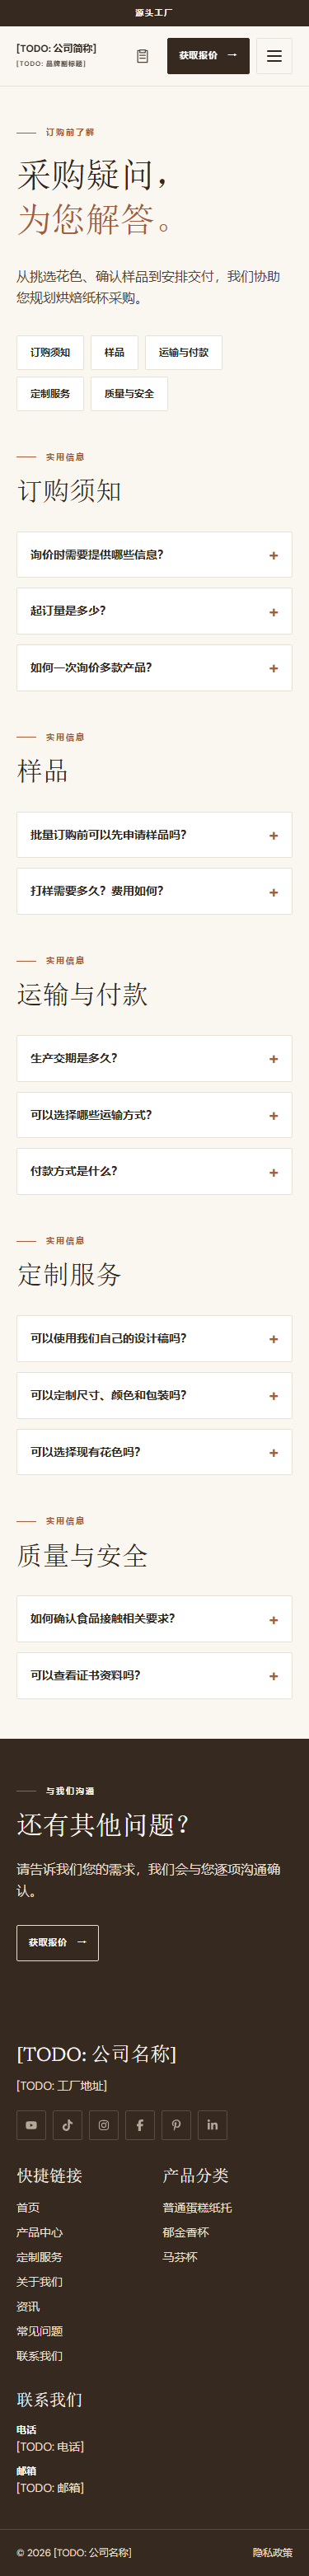 源头工厂
[TODO: 公司简称]
[TODO: 品牌副标题]
获取报价 →
订购前了解
采购疑问，
为您解答。
从挑选花色、确认样品到安排交付，我们协助
您规划烘焙纸杯采购。
订购须知
样品
运输与付款
定制服务
质量与安全
实用信息
订购须知
询价时需要提供哪些信息？ +
起订量是多少？ +
如何一次询价多款产品？ +
实用信息
样品
批量订购前可以先申请样品吗？ +
打样需要多久？费用如何？ +
实用信息
运输与付款
生产交期是多久？ +
可以选择哪些运输方式？ +
付款方式是什么？ +
实用信息
定制服务
可以使用我们自己的设计稿吗？ +
可以定制尺寸、颜色和包装吗？ +
可以选择现有花色吗？ +
实用信息
质量与安全
如何确认食品接触相关要求？ +
可以查看证书资料吗？ +
与我们沟通
还有其他问题？
请告诉我们您的需求，我们会与您逐项沟通确
认。
获取报价 →
[TODO: 公司名称]
[TODO: 工厂地址]
快捷链接
首页
产品中心
定制服务
关于我们
资讯
常见问题
联系我们
产品分类
普通蛋糕纸托
郁金香杯
马芬杯
联系我们
电话
[TODO: 电话]
邮箱
[TODO: 邮箱]
© 2026 [TODO: 公司名称]
隐私政策